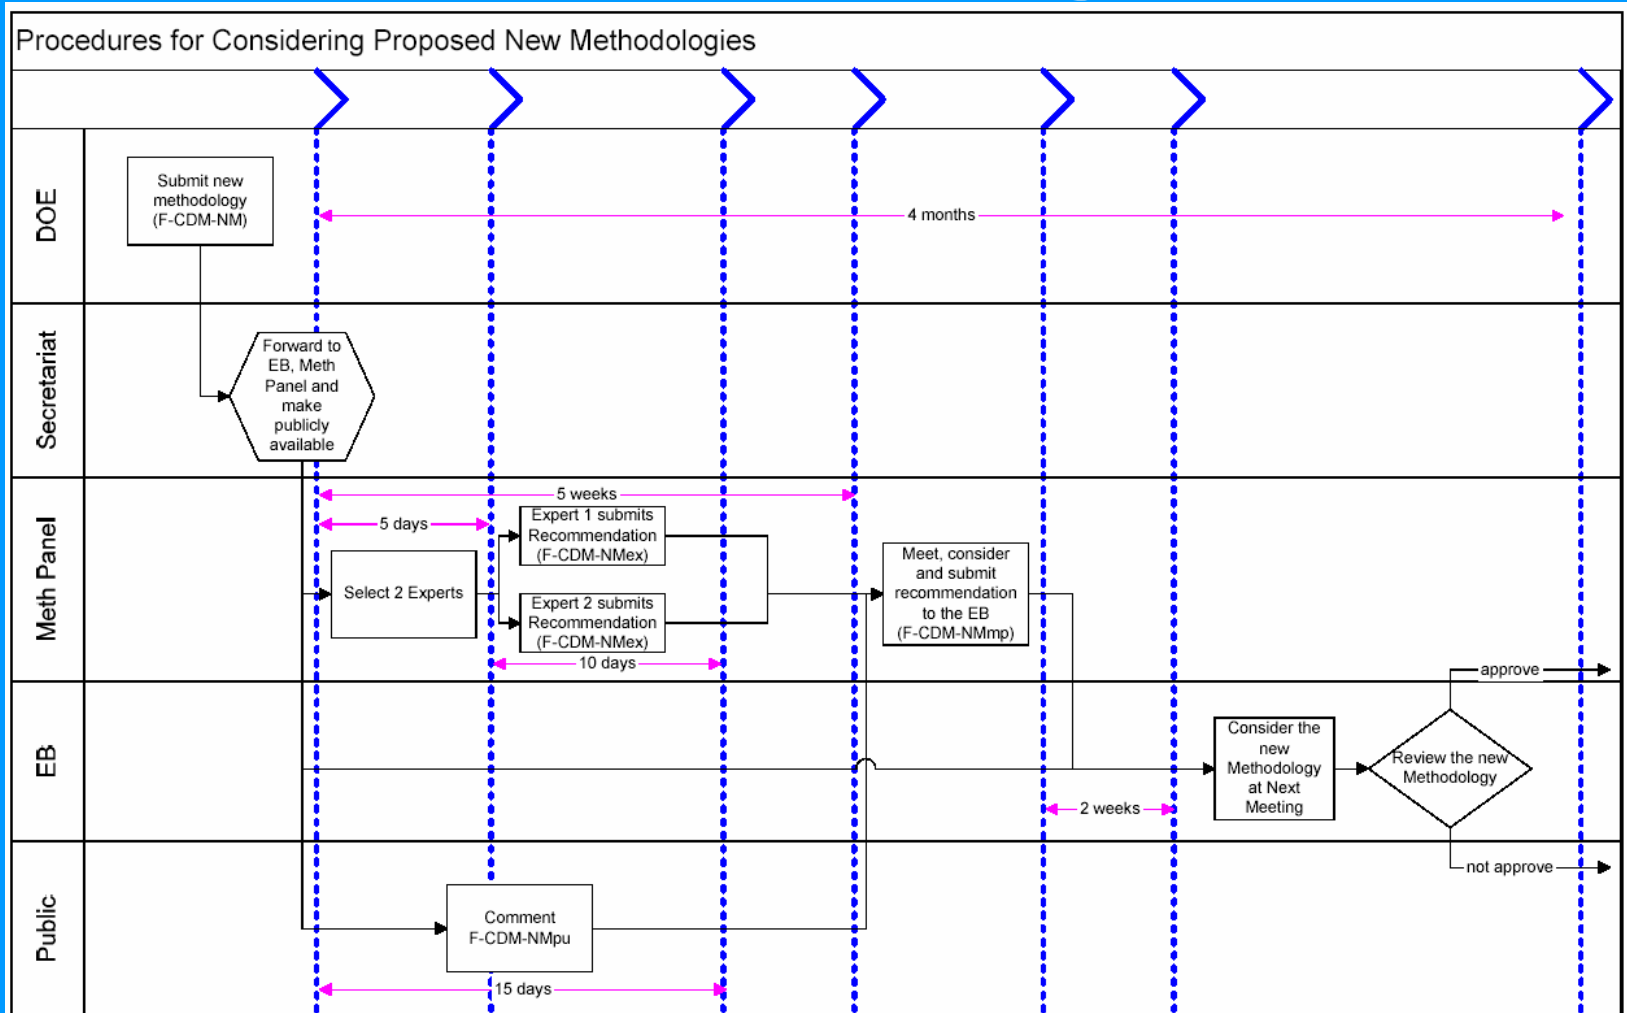 Procedures for Considering Proposed New Methodologies
DOE
Submit new
methodology
(F-CDM-NM)
4 months
Secretariat
Forward to
EB, Meth
Panel and
make
publicly
available
Meth Panel
5 weeks
5 days
Select 2 Experts
Expert 1 submits
Recommendation
(F-CDM-NMex)
Expert 2 submits
Recommendation
(F-CDM-NMex)
10 days
Meet, consider
and submit
recommendation
to the EB
(F-CDM-NMmp)
approve
EB
Consider the
new
Methodology
at Next
Meeting
Review the new
Methodology
2 weeks
not approve
Public
Comment
F-CDM-NMpu
15 days